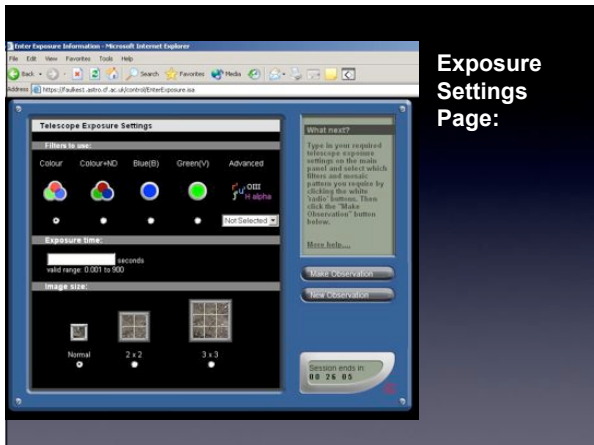 Enter Exposure Information - Microsoft Internet Explorer
File Edit View Favorites Tools Help
Back Search Favorites Media
Address https://faulkest.astro.cf.ac.uk/control/EnterExposure.isa
Exposure
Settings
Page:
Telescope Exposure Settings
Filters to use:
Colour Colour+ND Blue(B) Green(V) Advanced
OIII
H alpha
Not Selected
Exposure time:
seconds
valid range: 0.001 to 900
Image size:
Normal 2 x 2 3 x 3
What next?
Type in your required
telescope exposure
settings on the main
panel and select which
filters and mosaic
pattern you require by
clicking the white
'radio' buttons. Then
click the "Make
Observation" button
below.
More help....
Make Observation
New Observation
Session ends in:
00 26 05